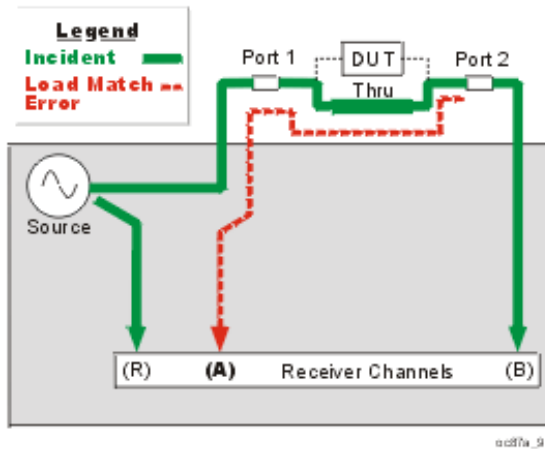 Legend
Incident
Load Match
Error
Port 1
DUT
Port 2
Thru
Source
(R)
(A)
Receiver Channels
(B)
oc87a_9